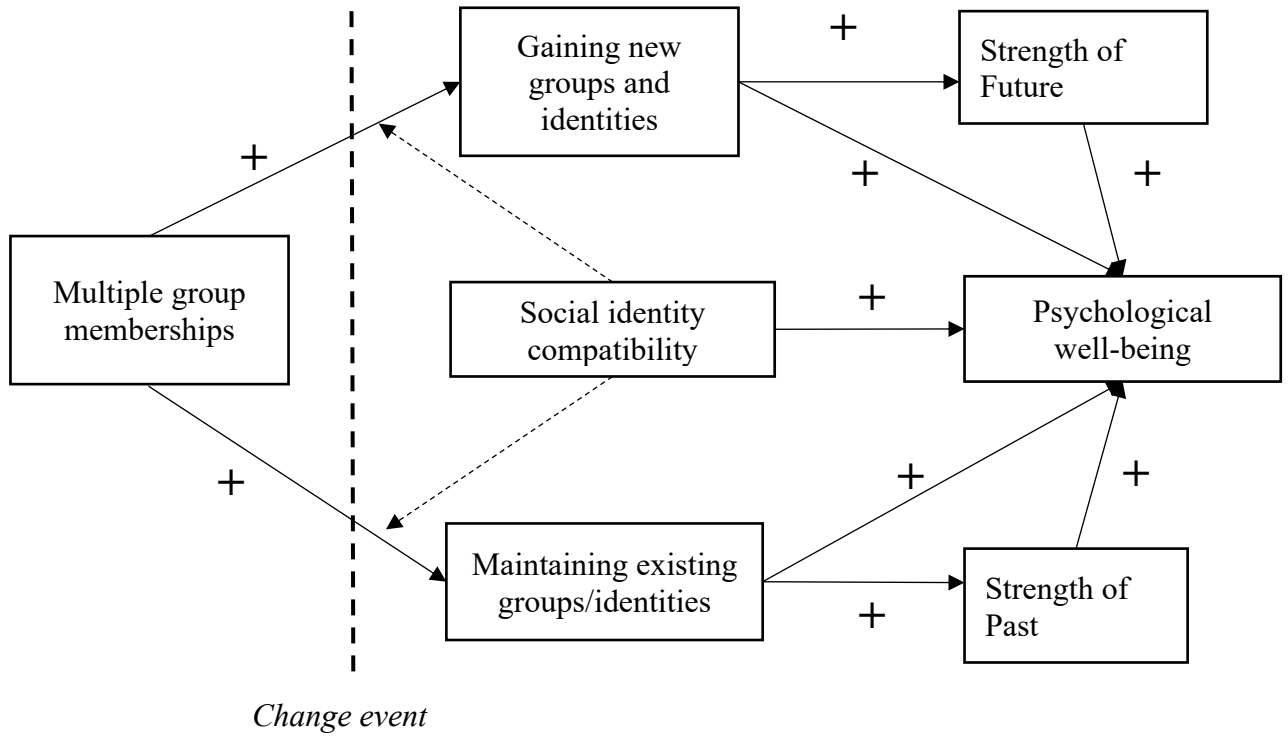 Gaining new
groups and
identities
+
Strength of
Future
+
+
+
Multiple group
memberships
Social identity
compatibility
+
Psychological
well-being
+
+
+
Maintaining existing
groups/identities
+
Strength of
Past
Change event